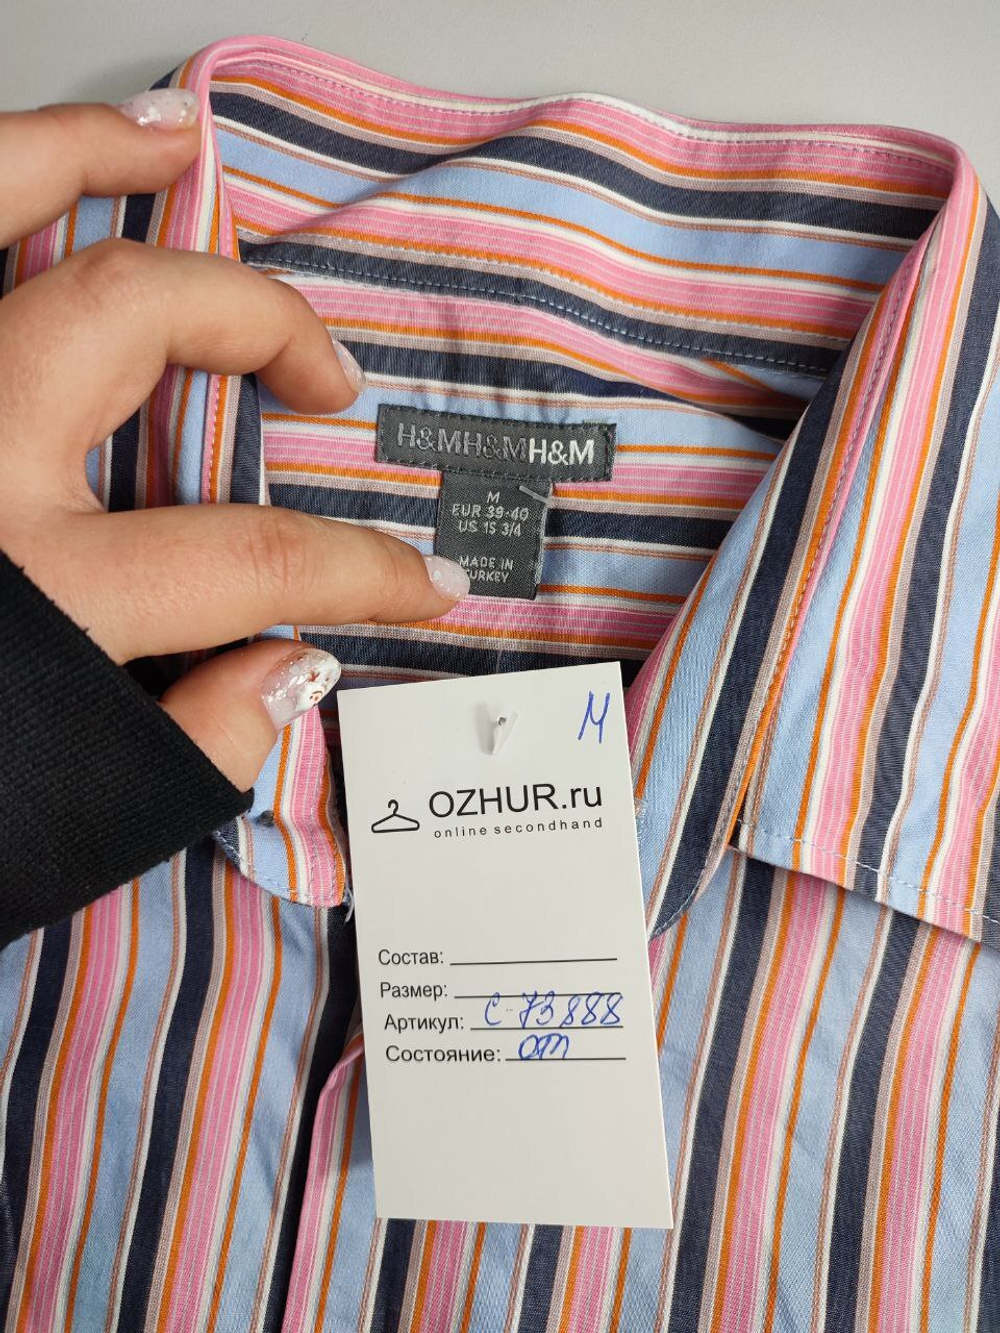 H&MH&MH&M
M
EUR 39-40
US 15 3/4
MADE IN
TURKEY
M
OZHUR.ru
online secondhand
Состав:
Размер:
Артикул: С-73888
Состояние: отл